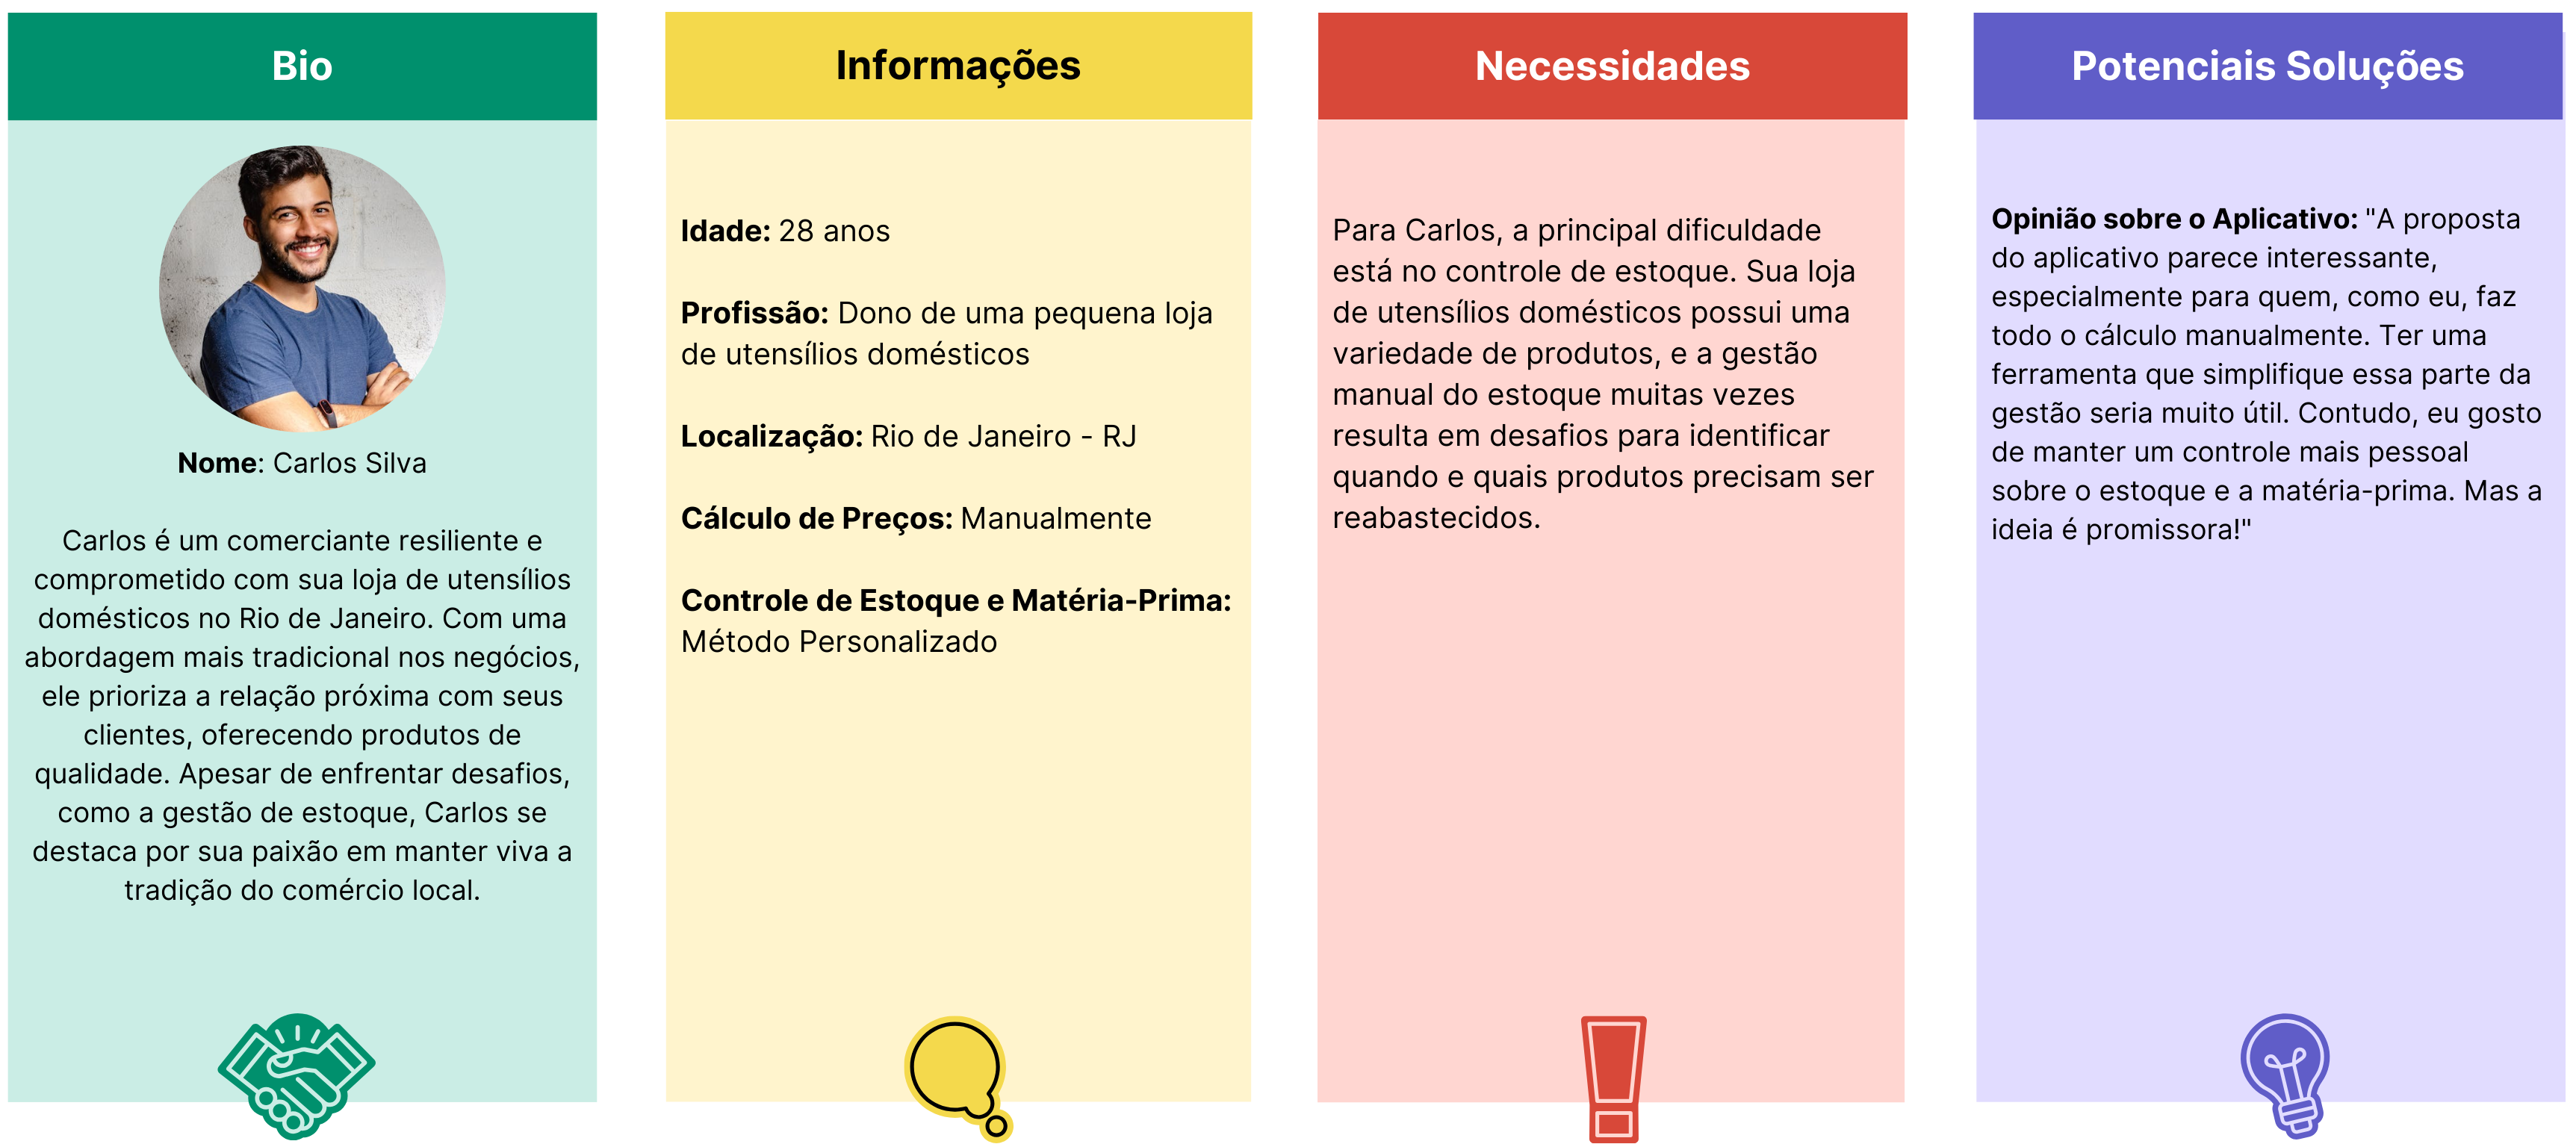 Bio
Nome: Carlos Silva
Carlos é um comerciante resiliente e
comprometido com sua loja de utensílios
domésticos no Rio de Janeiro. Com uma
abordagem mais tradicional nos negócios,
ele prioriza a relação próxima com seus
clientes, oferecendo produtos de
qualidade. Apesar de enfrentar desafios,
como a gestão de estoque, Carlos se
destaca por sua paixão em manter viva a
tradição do comércio local.
Informações
Idade: 28 anos
Profissão: Dono de uma pequena loja
de utensílios domésticos
Localização: Rio de Janeiro - RJ
Cálculo de Preços: Manualmente
Controle de Estoque e Matéria-Prima:
Método Personalizado
Necessidades
Para Carlos, a principal dificuldade
está no controle de estoque. Sua loja
de utensílios domésticos possui uma
variedade de produtos, e a gestão
manual do estoque muitas vezes
resulta em desafios para identificar
quando e quais produtos precisam ser
reabastecidos.
Potenciais Soluções
Opinião sobre o Aplicativo: "A proposta
do aplicativo parece interessante,
especialmente para quem, como eu, faz
todo o cálculo manualmente. Ter uma
ferramenta que simplifique essa parte da
gestão seria muito útil. Contudo, eu gosto
de manter um controle mais pessoal
sobre o estoque e a matéria-prima. Mas a
ideia é promissora!"